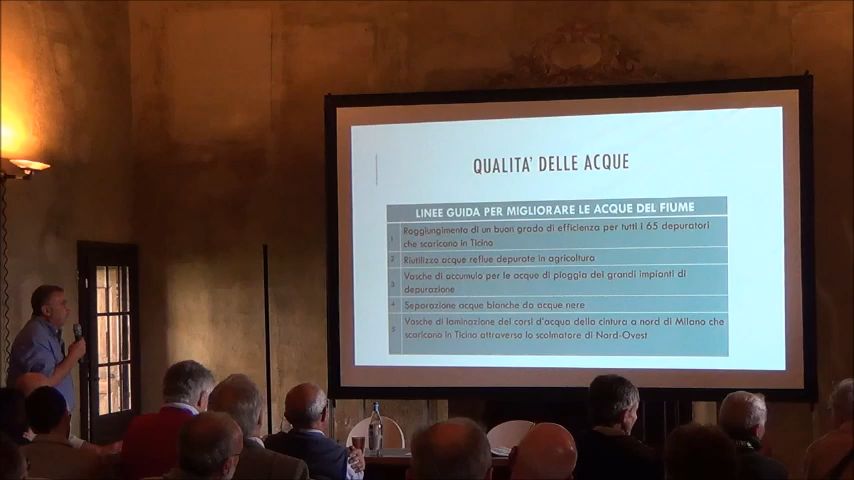 QUALITA' DELLE ACQUE
LINEE GUIDA PER MIGLIORARE LE ACQUE DEL FIUME
1 Raggiungimento di un buon grado di efficienza per tutti i 65 depuratori
che scaricano in Ticino
2 Riutilizzo acque reflue depurate in agricoltura
3 Vasche di accumulo per le acque di pioggia dei grandi impianti di
depurazione
4 Separazione acque bianche da acque nere
5 Vasche di laminazione dei corsi d'acqua della cintura a nord di Milano che
scaricano in Ticino attraverso lo scolmatore di Nord-Ovest